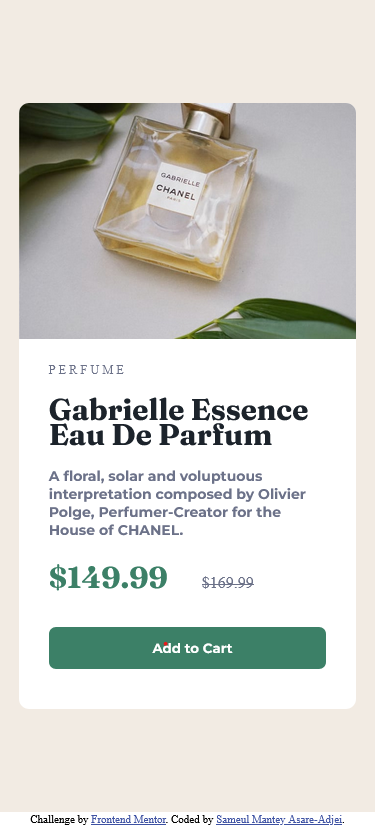 GABRIELLE
CHANEL
PARIS
PERFUME
Gabrielle Essence
Eau De Parfum
A floral, solar and voluptuous
interpretation composed by Olivier
Polge, Perfumer-Creator for the
House of CHANEL.
$149.99 $169.99
Add to Cart
Challenge by Frontend Mentor. Coded by Sameul Mantey Asare-Adjei.